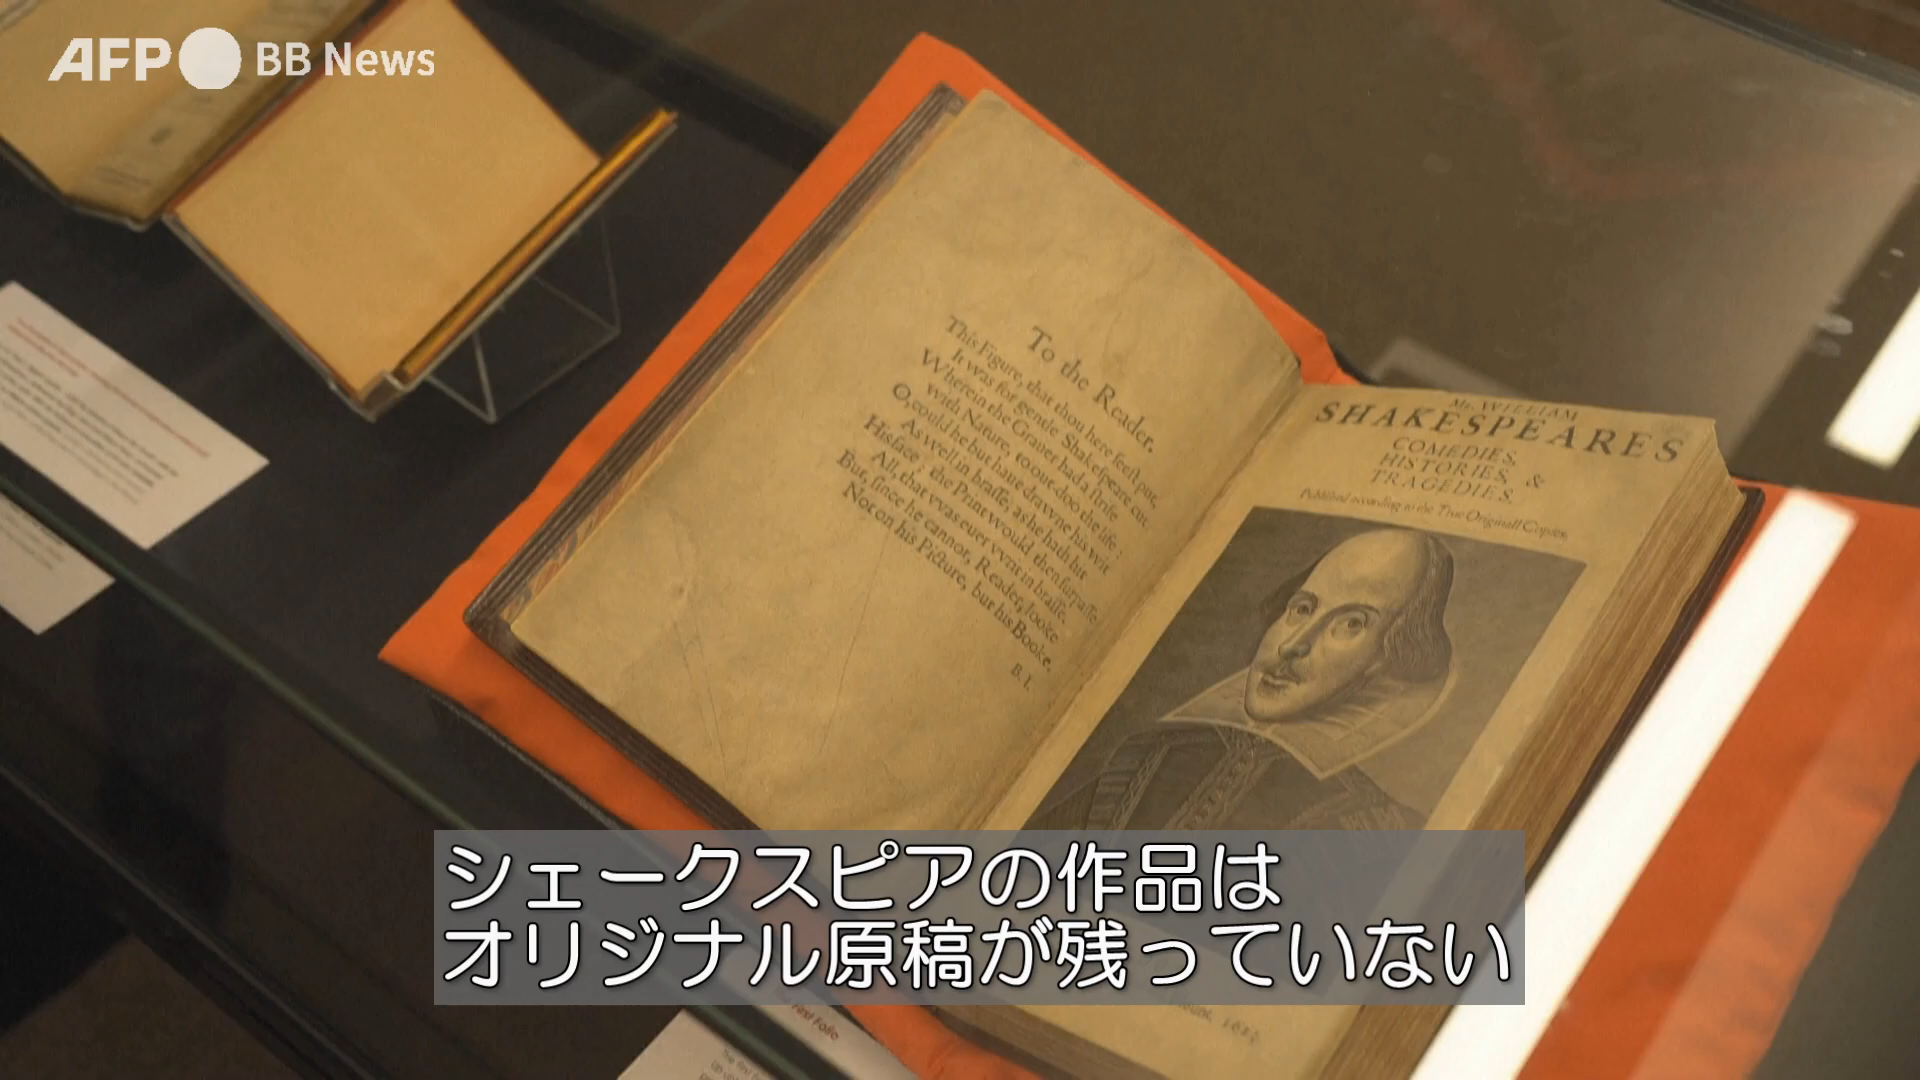 AFP BB News
To the Reader.
This Figure, that thou here seest put,
It was for gentle Shakespeare cut,
Wherein the Graver had a strife
with Nature, to out-doo the life:
O, could he but have drawne his wit
As well in brasse, as he hath hit
His face; the Print would then surpasse
All, that vvas ever vvrit in brasse.
But, since he cannot, Reader, looke
Not on his Picture, but his Booke.
B. I.
Mr. WILLIAM
SHAKESPEARES
COMEDIES,
HISTORIES, &
TRAGEDIES.
Published according to the True Originall Copies.
シェークスピアの作品は
オリジナル原稿が残っていない
First Folio